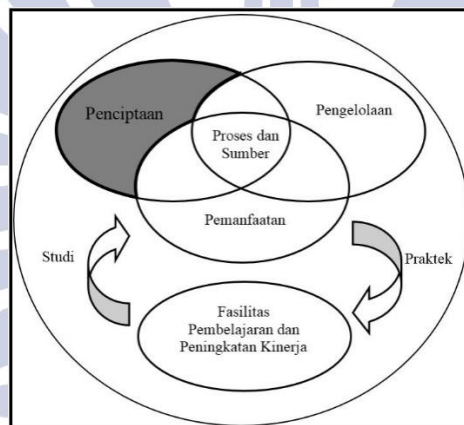 Penciptaan
Pengelolaan
Proses dan
Sumber
Pemanfaatan
Studi
Praktek
Fasilitas
Pembelajaran dan
Peningkatan Kinerja